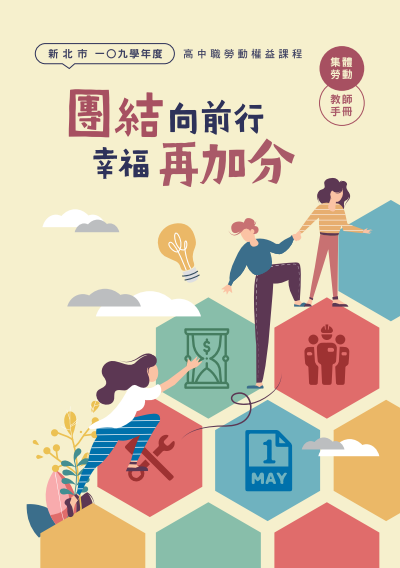 新北市 一〇九學年度 高中職勞動權益課程
集體
勞動
教師
手冊
團結向前行
幸福再加分
$
1
MAY